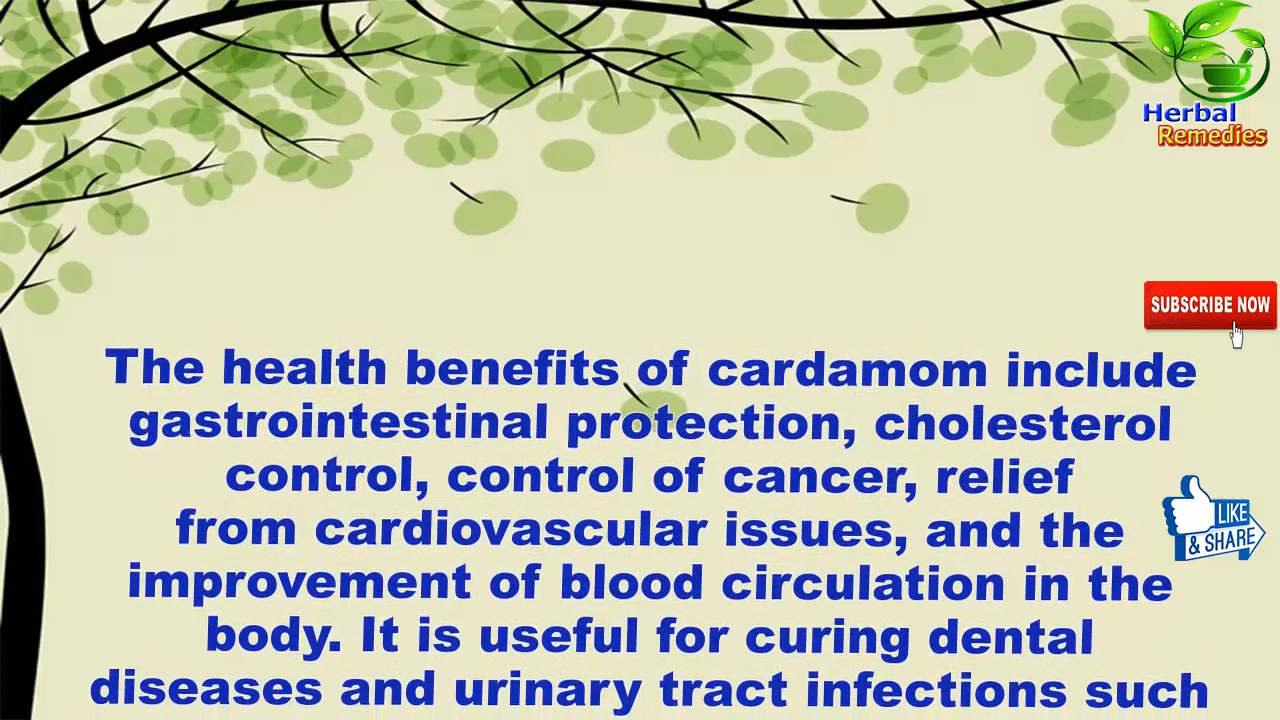 Herbal
Remedies
SUBSCRIBE NOW
The health benefits of cardamom include
gastrointestinal protection, cholesterol
control, control of cancer, relief
from cardiovascular issues, and the
improvement of blood circulation in the
body. It is useful for curing dental
diseases and urinary tract infections such
LIKE
& SHARE